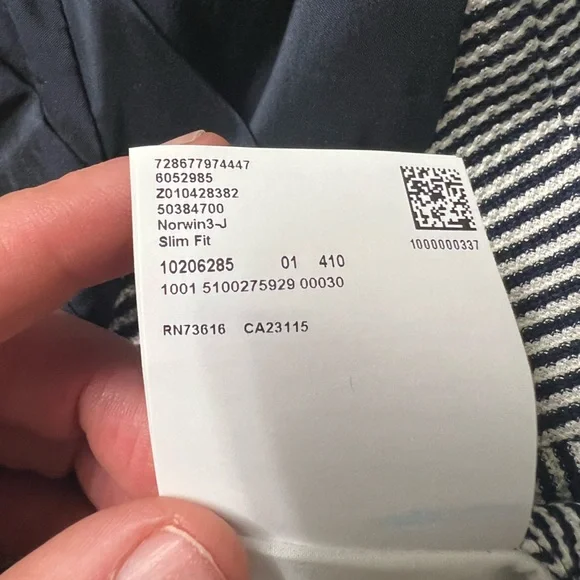 728677974447
6052985
Z010428382
50384700
Norwin3-J
Slim Fit
1000000337
10206285 01 410
1001 5100275929 00030
RN73616 CA23115